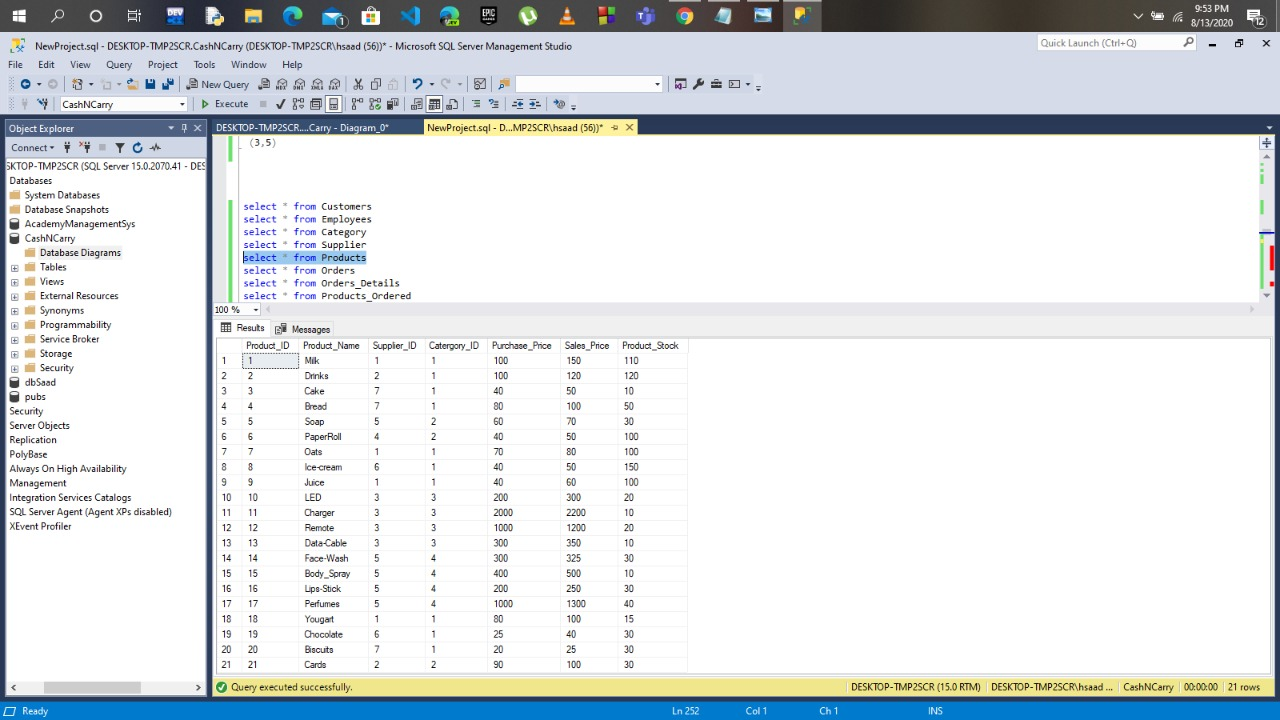 9:53 PM
8/13/2020
NewProject.sql - DESKTOP-TMP2SCR.CashNCarry (DESKTOP-TMP2SCR\hsaad (56))* - Microsoft SQL Server Management Studio
Quick Launch (Ctrl+Q)
File Edit View Query Project Tools Window Help
New Query
CashNCarry Execute
Object Explorer
DESKTOP-TMP2SCR....Carry - Diagram_0* NewProject.sql - D...MP2SCR\hsaad (56))*
Connect
SKTOP-TMP2SCR (SQL Server 15.0.2070.41 - DES
Databases
System Databases
Database Snapshots
AcademyManagementSys
CashNCarry
Database Diagrams
Tables
Views
External Resources
Synonyms
Programmability
Service Broker
Storage
Security
dbSaad
pubs
Security
Server Objects
Replication
PolyBase
Always On High Availability
Management
Integration Services Catalogs
SQL Server Agent (Agent XPs disabled)
XEvent Profiler
(3,5)
select * from Customers
select * from Employees
select * from Category
select * from Supplier
select * from Products
select * from Orders
select * from Orders_Details
select * from Products_Ordered
100 %
Results Messages
Product_ID Product_Name Supplier_ID Catergory_ID Purchase_Price Sales_Price Product_Stock
1 1 Milk 1 1 100 150 110
2 2 Drinks 2 1 100 120 120
3 3 Cake 7 1 40 50 10
4 4 Bread 7 1 80 100 50
5 5 Soap 5 2 60 70 30
6 6 PaperRoll 4 2 40 50 100
7 7 Oats 1 1 70 80 100
8 8 Ice-cream 6 1 40 50 150
9 9 Juice 1 1 40 60 100
10 10 LED 3 3 200 300 20
11 11 Charger 3 3 2000 2200 10
12 12 Remote 3 3 1000 1200 20
13 13 Data-Cable 3 3 300 350 10
14 14 Face-Wash 5 4 300 325 30
15 15 Body_Spray 5 4 400 500 10
16 16 Lips-Stick 5 4 200 250 30
17 17 Perfumes 5 4 1000 1300 40
18 18 Yougart 1 1 80 100 15
19 19 Chocolate 6 1 25 40 30
20 20 Biscuits 7 1 20 25 30
21 21 Cards 2 2 90 100 30
Query executed successfully. DESKTOP-TMP2SCR (15.0 RTM) DESKTOP-TMP2SCR\hsaad ... CashNCarry 00:00:00 21 rows
Ready Ln 252 Col 1 Ch 1 INS